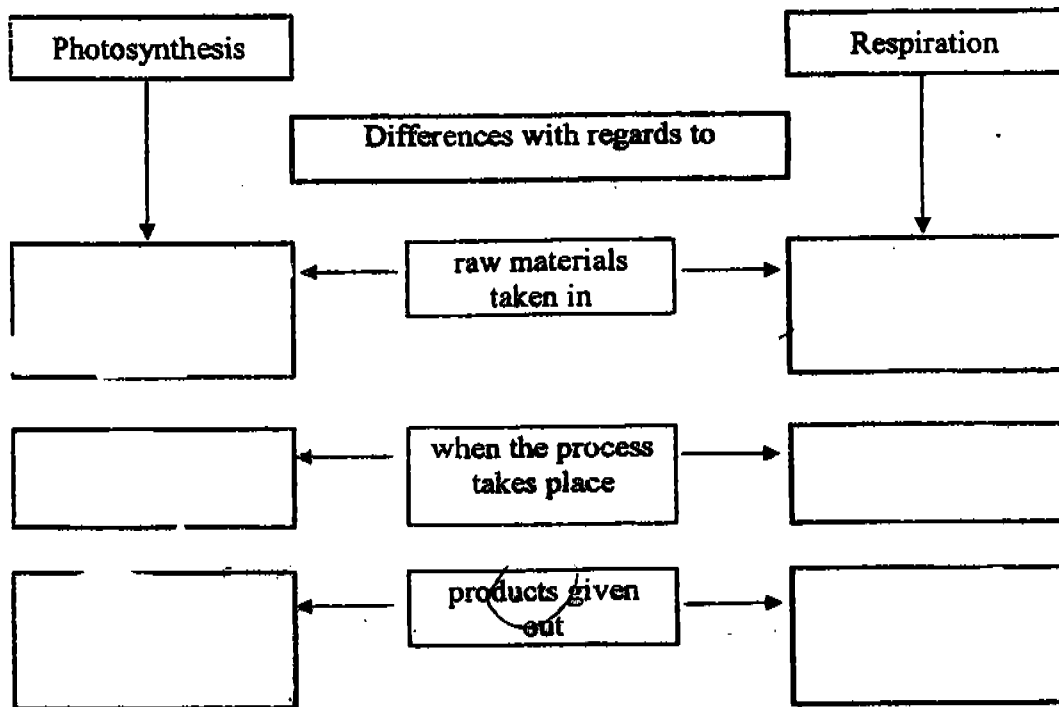 Photosynthesis
Respiration
Differences with regards to
raw materials
taken in
when the process
takes place
products given
out